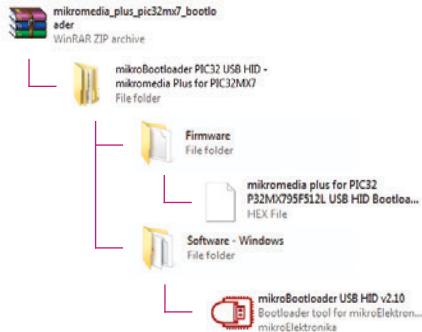 mikromedia_plus_pic32mx7_bootlo
ader
WinRAR ZIP archive
mikroBootloader PIC32 USB HID -
mikromedia Plus for PIC32MX7
File folder
Firmware
File folder
mikromedia plus for PIC32
P32MX795F512L USB HID Bootloa...
HEX File
Software - Windows
File folder
mikroBootloader USB HID v2.10
Bootloader tool for mikroElektron...
mikroElektronika